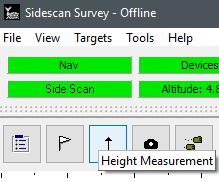 Sidescan Survey - Offline
File View Targets Tools Help
Nav Devices
Side Scan Altitude: 4.8
Height Measurement